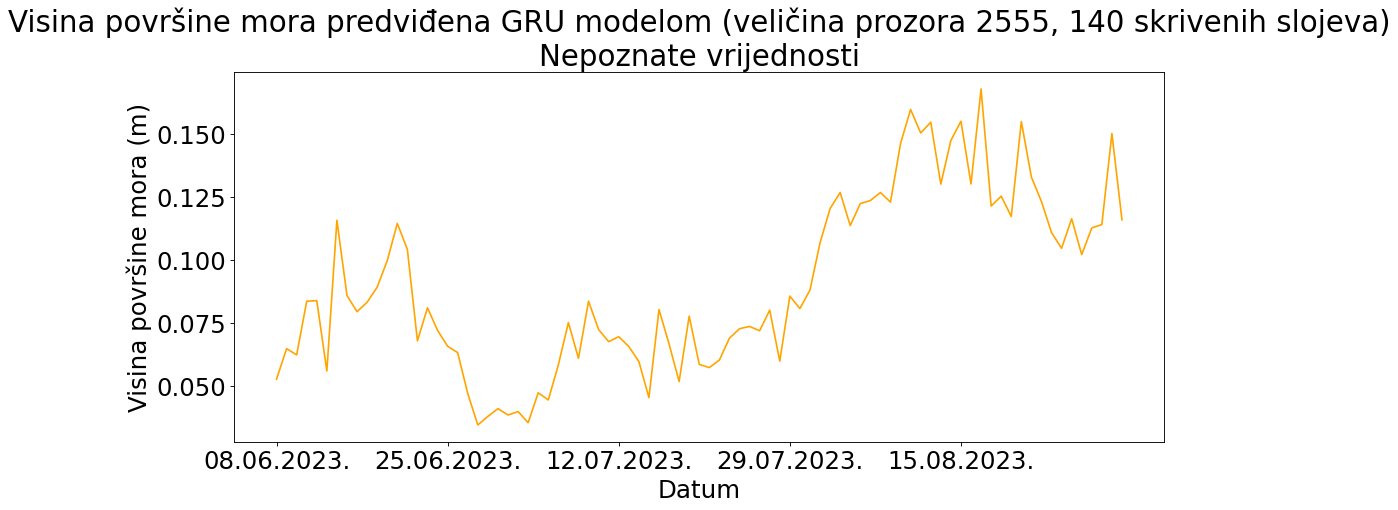 Visina površine mora predviđena GRU modelom (veličina prozora 2555, 140 skrivenih slojeva)
Nepoznate vrijednosti
Visina površine mora (m)
0.150
0.125
0.100
0.075
0.050
08.06.2023.
25.06.2023.
12.07.2023.
29.07.2023.
15.08.2023.
Datum